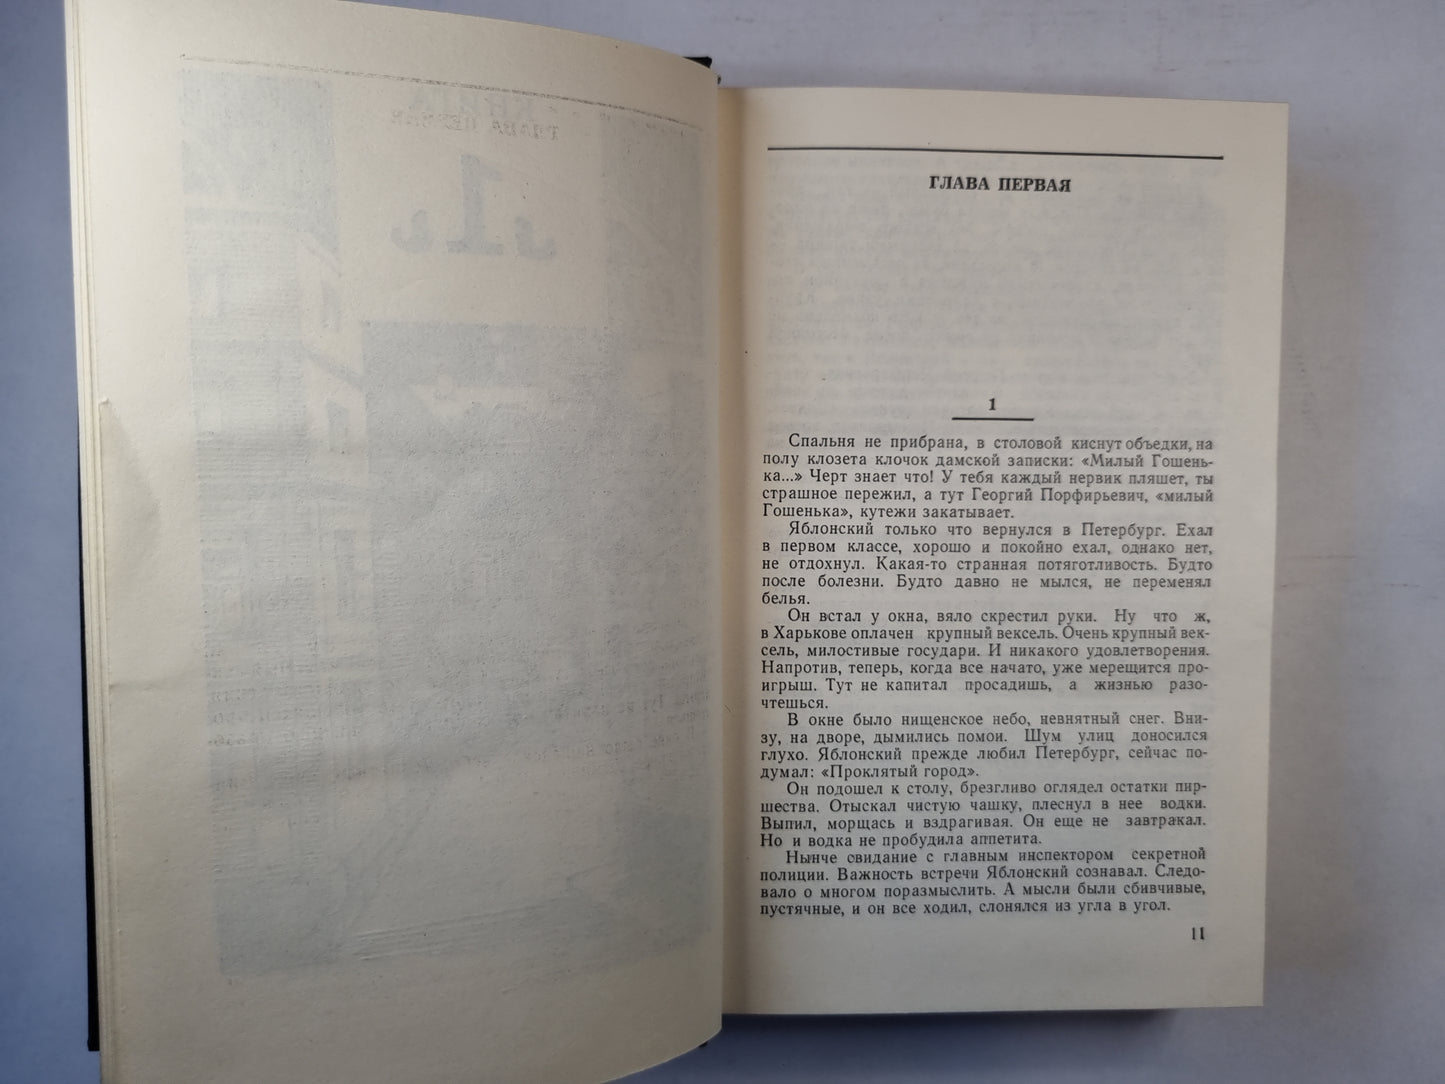 ГЛАВА ПЕРВАЯ
1
Спальня не прибрана, в столовой киснут объедки, на
полу клозета клочок дамской записки: «Милый Гошень-
ка...» Черт знает что! У тебя каждый нервик пляшет, ты
страшное пережил, а тут Георгий Порфирьевич, «милый
Гошенька», кутежи закатывает.
Яблонский только что вернулся в Петербург. Ехал
в первом классе, хорошо и покойно ехал, однако нет,
не отдохнул. Какая-то странная потяготливость. Будто
после болезни. Будто давно не мылся, не переменял
белья.
Он встал у окна, вяло скрестил руки. Ну что ж,
в Харькове оплачен крупный вексель. Очень крупный век-
сель, милостивые государи. И никакого удовлетворения.
Напротив, теперь, когда все начато, уже мерещится про-
игрыш. Тут не капитал просадишь, а жизнью разо-
чтешься.
В окне было нищенское небо, невнятный снег. Вни-
зу, на дворе, дымились помои. Шум улиц доносился
глухо. Яблонский прежде любил Петербург, сейчас по-
думал: «Проклятый город».
Он подошел к столу, брезгливо оглядел остатки пир-
шества. Отыскал чистую чашку, плеснул в нее водки.
Выпил, морщась и вздрагивая. Он еще не завтракал.
Но и водка не пробудила аппетита.
Нынче свидание с главным инспектором секретной
полиции. Важность встречи Яблонский сознавал. Следо-
вало о многом поразмыслить. А мысли были сбивчивые,
пустячные, и он все ходил, слонялся из угла в угол.
11